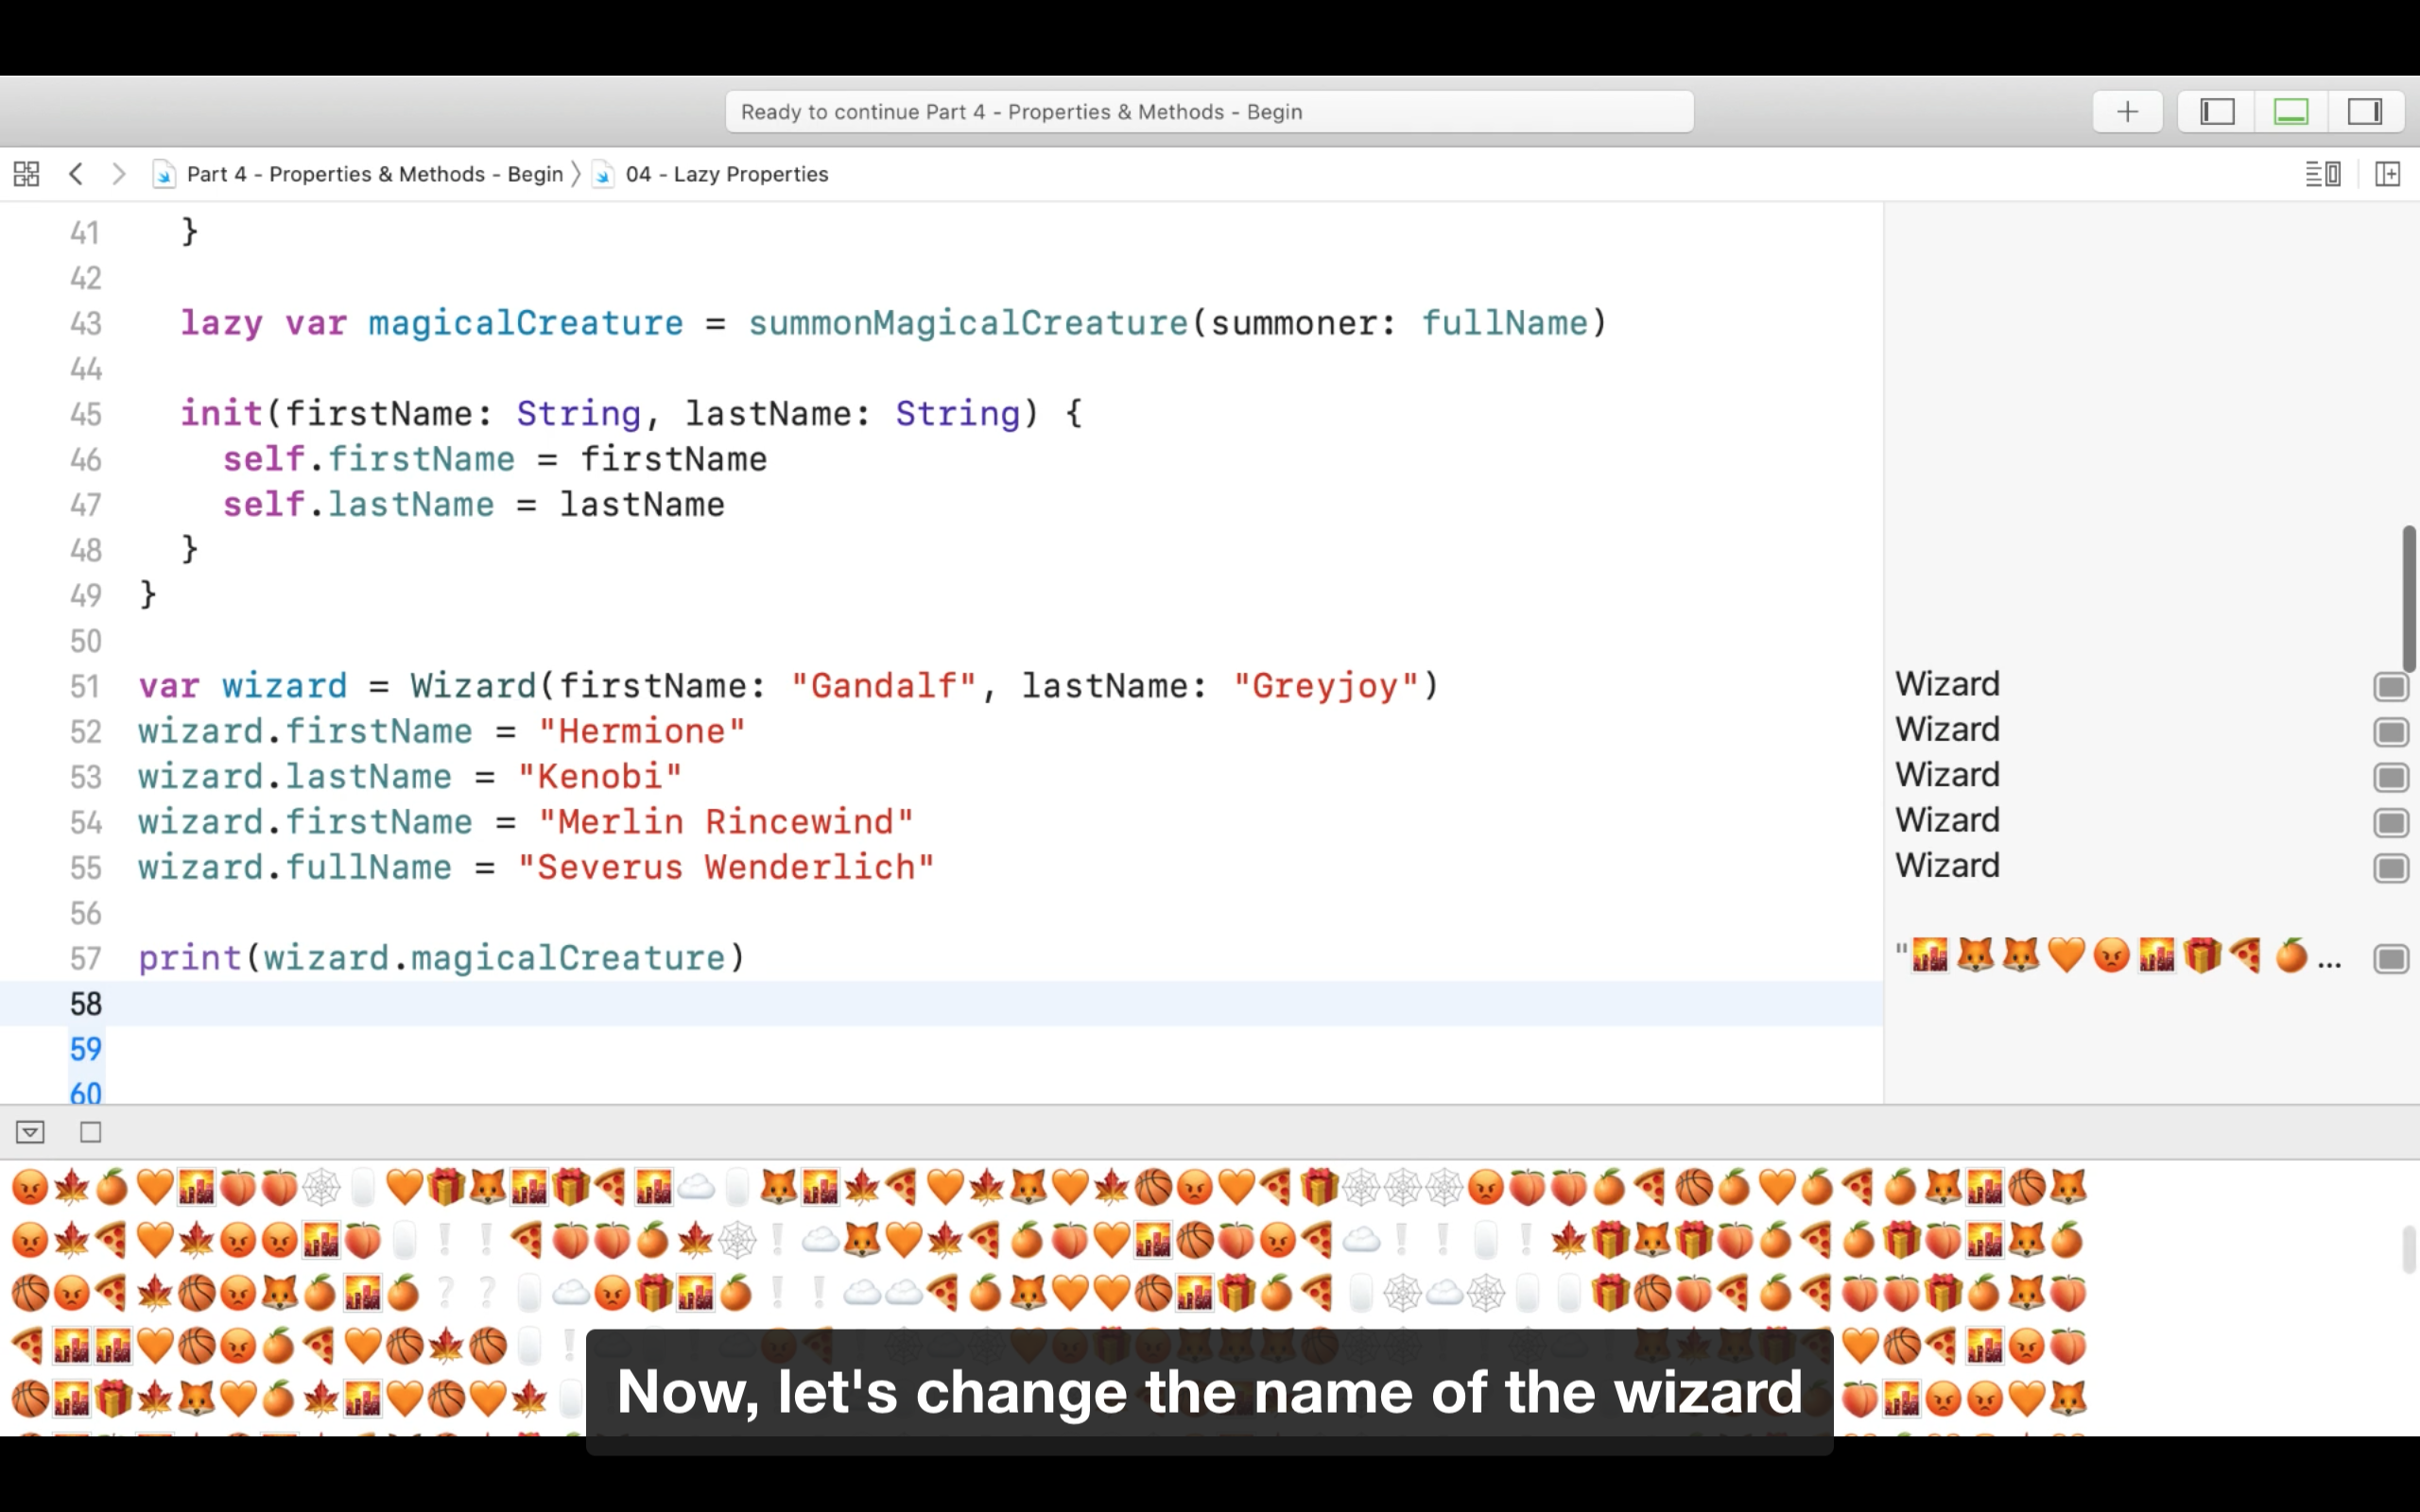 Ready to continue Part 4 - Properties & Methods - Begin
Part 4 - Properties & Methods - Begin 〉 04 - Lazy Properties
41 }
42
43 lazy var magicalCreature = summonMagicalCreature(summoner: fullName)
44
45 init(firstName: String, lastName: String) {
46 self.firstName = firstName
47 self.lastName = lastName
48 }
49 }
50
51 var wizard = Wizard(firstName: "Gandalf", lastName: "Greyjoy") Wizard
52 wizard.firstName = "Hermione" Wizard
53 wizard.lastName = "Kenobi" Wizard
54 wizard.firstName = "Merlin Rincewind" Wizard
55 wizard.fullName = "Severus Wenderlich" Wizard
56
57 print(wizard.magicalCreature) "🌇🦊🦊🧡😡🌇🎁🍕🍊...
58
59
60
Now, let's change the name of the wizard